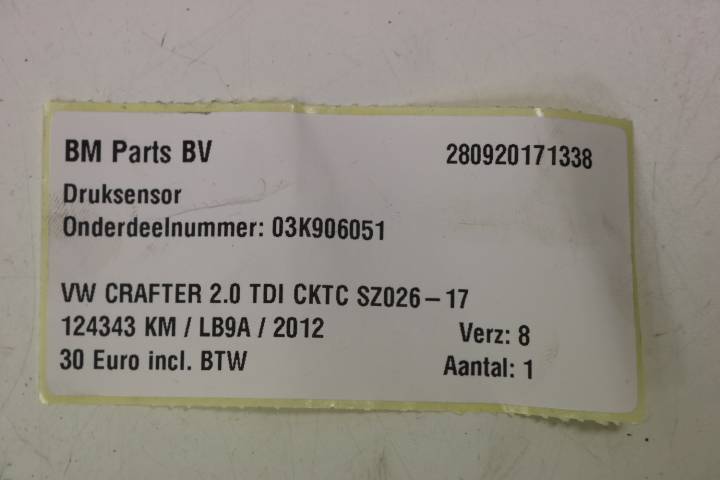 BM Parts BV 280920171338
Druksensor
Onderdeelnummer: 03K906051
VW CRAFTER 2.0 TDI CKTC SZ026-17
124343 KM / LB9A / 2012 Verz: 8
30 Euro incl. BTW Aantal: 1